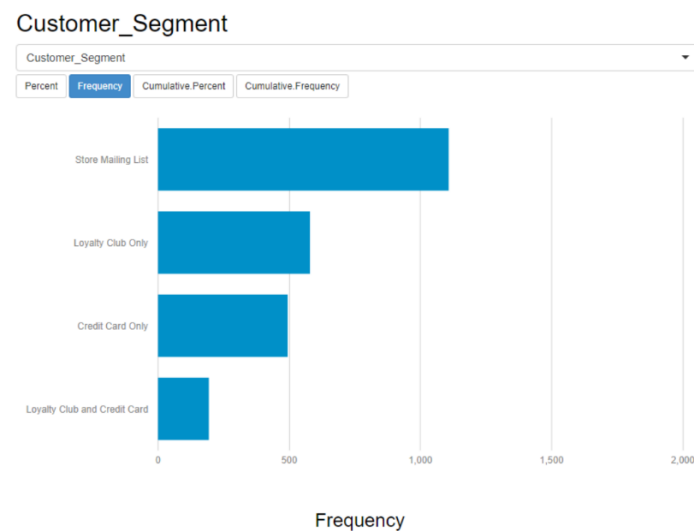 Customer_Segment
Customer_Segment
Percent Frequency Cumulative.Percent Cumulative.Frequency
Store Mailing List
Loyalty Club Only
Credit Card Only
Loyalty Club and Credit Card
0 500 1,000 1,500 2,000
Frequency